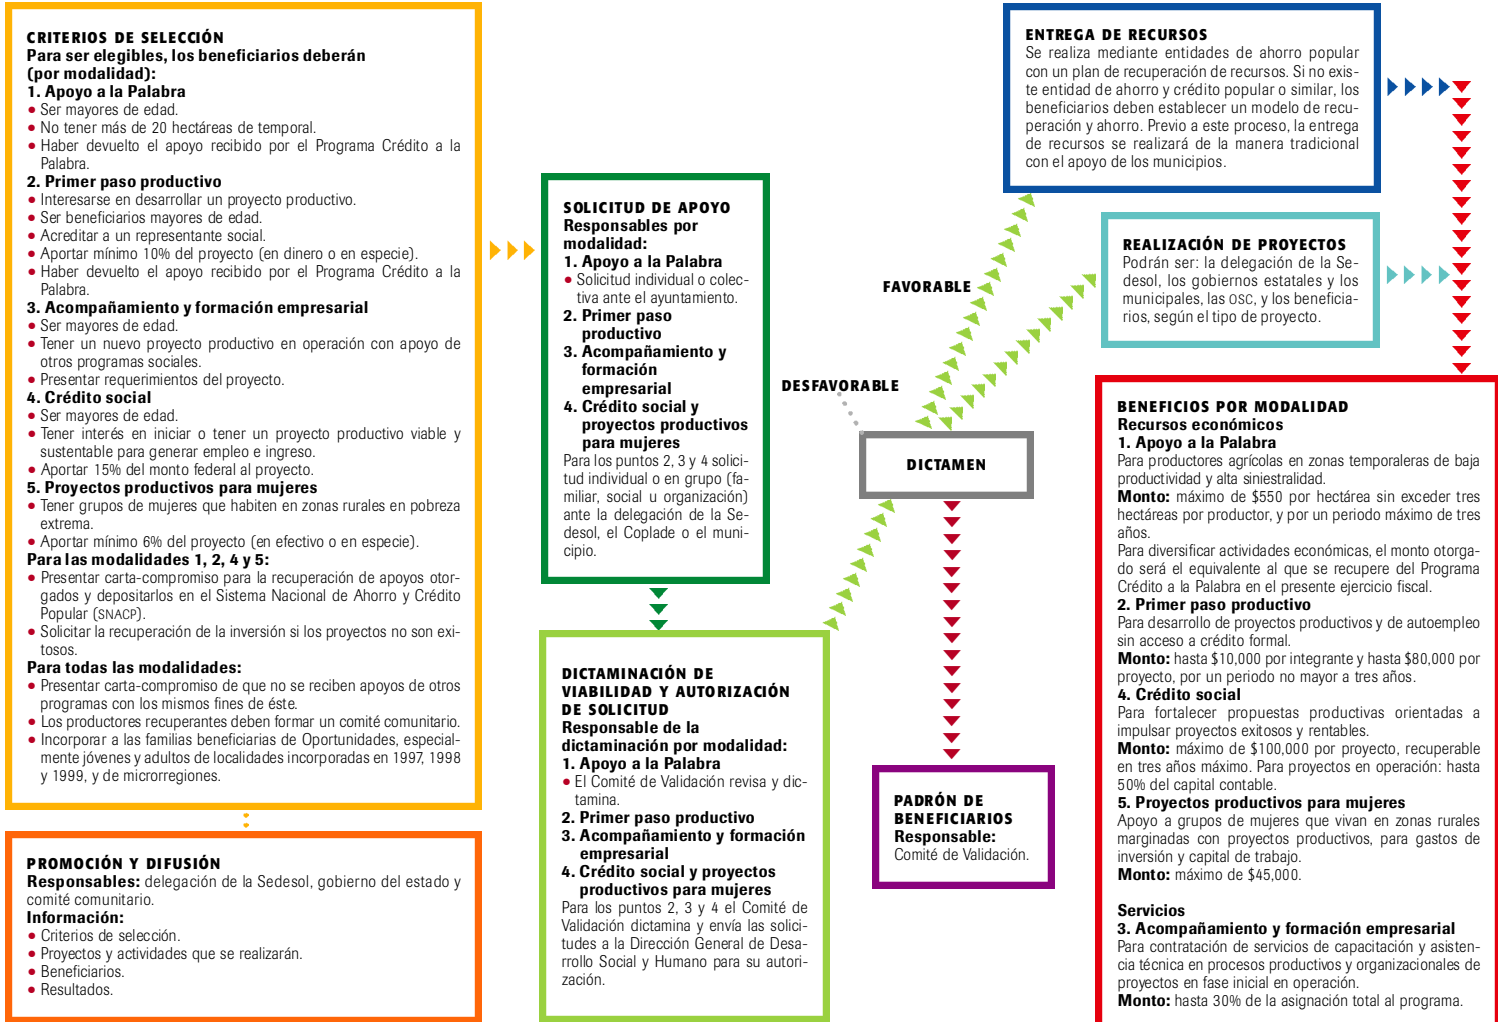 CRITERIOS DE SELECCIÓN
Para ser elegibles, los beneficiarios deberán
(por modalidad):
1. Apoyo a la Palabra
• Ser mayores de edad.
• No tener más de 20 hectáreas de temporal.
• Haber devuelto el apoyo recibido por el Programa Crédito a la
Palabra.
2. Primer paso productivo
• Interesarse en desarrollar un proyecto productivo.
• Ser beneficiarios mayores de edad.
• Acreditar a un representante social.
• Aportar mínimo 10% del proyecto (en dinero o en especie).
• Haber devuelto el apoyo recibido por el Programa Crédito a la
Palabra.
3. Acompañamiento y formación empresarial
• Ser mayores de edad.
• Tener un nuevo proyecto productivo en operación con apoyo de
otros programas sociales.
• Presentar requerimientos del proyecto.
4. Crédito social
• Ser mayores de edad.
• Tener interés en iniciar o tener un proyecto productivo viable y
sustentable para generar empleo e ingreso.
• Aportar 15% del monto federal al proyecto.
5. Proyectos productivos para mujeres
• Tener grupos de mujeres que habiten en zonas rurales en pobreza
extrema.
• Aportar mínimo 6% del proyecto (en efectivo o en especie).
Para las modalidades 1, 2, 4 y 5:
• Presentar carta-compromiso para la recuperación de apoyos otor-
gados y depositarlos en el Sistema Nacional de Ahorro y Crédito
Popular (SNACP).
• Solicitar la recuperación de la inversión si los proyectos no son exi-
tosos.
Para todas las modalidades:
• Presentar carta-compromiso de que no se reciben apoyos de otros
programas con los mismos fines de éste.
• Los productores recuperantes deben formar un comité comunitario.
• Incorporar a las familias beneficiarias de Oportunidades, especial-
mente jóvenes y adultos de localidades incorporadas en 1997, 1998
y 1999, y de microrregiones.
PROMOCIÓN Y DIFUSIÓN
Responsables: delegación de la Sedesol, gobierno del estado y
comité comunitario.
Información:
• Criterios de selección.
• Proyectos y actividades que se realizarán.
• Beneficiarios.
• Resultados.
SOLICITUD DE APOYO
Responsables por
modalidad:
1. Apoyo a la Palabra
• Solicitud individual o colec-
tiva ante el ayuntamiento.
2. Primer paso
productivo
3. Acompañamiento y
formación
empresarial
4. Crédito social y
proyectos productivos
para mujeres
Para los puntos 2, 3 y 4 solici-
tud individual o en grupo (fa-
miliar, social u organización)
ante la delegación de la Se-
desol, el Coplade o el muni-
cipio.
DICTAMINACIÓN DE
VIABILIDAD Y AUTORIZACIÓN
DE SOLICITUD
Responsable de la
dictaminación por modalidad:
1. Apoyo a la Palabra
• El Comité de Validación revisa y dic-
tamina.
2. Primer paso productivo
3. Acompañamiento y formación
empresarial
4. Crédito social y proyectos
productivos para mujeres
Para los puntos 2, 3 y 4 el Comité de
Validación dictamina y envía las solici-
tudes a la Dirección General de Desa-
rrollo Social y Humano para su autori-
zación.
DESFAVORABLE
FAVORABLE
DICTAMEN
PADRÓN DE
BENEFICIARIOS
Responsable:
Comité de Validación.
ENTREGA DE RECURSOS
Se realiza mediante entidades de ahorro popular
con un plan de recuperación de recursos. Si no exis-
te entidad de ahorro y crédito popular o similar, los
beneficiarios deben establecer un modelo de recu-
peración y ahorro. Previo a este proceso, la entrega
de recursos se realizará de la manera tradicional
con el apoyo de los municipios.
REALIZACIÓN DE PROYECTOS
Podrán ser: la delegación de la Se-
desol, los gobiernos estatales y los
municipales, las OSC, y los beneficia-
rios, según el tipo de proyecto.
BENEFICIOS POR MODALIDAD
Recursos económicos
1. Apoyo a la Palabra
Para productores agrícolas en zonas temporaleras de baja
productividad y alta siniestralidad.
Monto: máximo de $550 por hectárea sin exceder tres
hectáreas por productor, y por un periodo máximo de tres
años.
Para diversificar actividades económicas, el monto otorga-
do será el equivalente al que se recupere del Programa
Crédito a la Palabra en el presente ejercicio fiscal.
2. Primer paso productivo
Para desarrollo de proyectos productivos y de autoempleo
sin acceso a crédito formal.
Monto: hasta $10,000 por integrante y hasta $80,000 por
proyecto, por un periodo no mayor a tres años.
4. Crédito social
Para fortalecer propuestas productivas orientadas a
impulsar proyectos exitosos y rentables.
Monto: máximo de $100,000 por proyecto, recuperable
en tres años máximo. Para proyectos en operación: hasta
50% del capital contable.
5. Proyectos productivos para mujeres
Apoyo a grupos de mujeres que vivan en zonas rurales
marginadas con proyectos productivos, para gastos de
inversión y capital de trabajo.
Monto: máximo de $45,000.
Servicios
3. Acompañamiento y formación empresarial
Para contratación de servicios de capacitación y asisten-
cia técnica en procesos productivos y organizacionales de
proyectos en fase inicial en operación.
Monto: hasta 30% de la asignación total al programa.